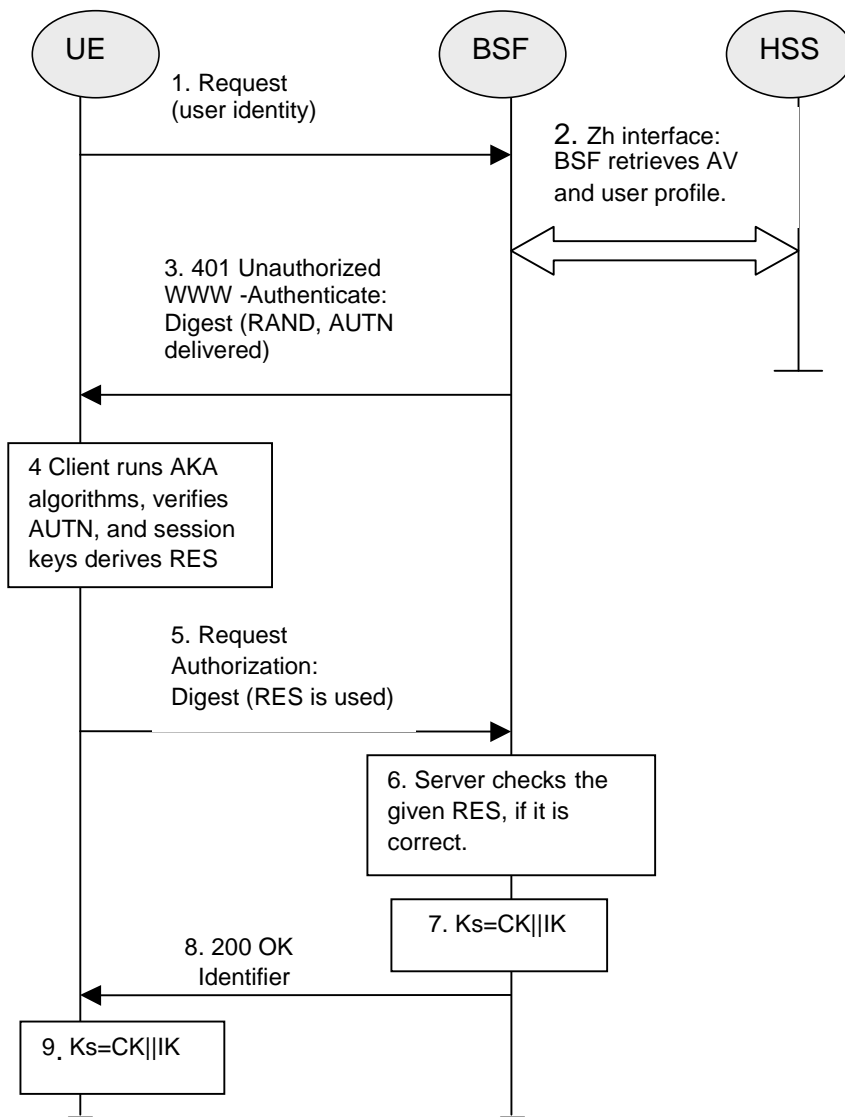 UE
BSF
HSS
1. Request
(user identity)
2. Zh interface:
BSF retrieves AV
and user profile.
3. 401 Unauthorized
WWW -Authenticate:
Digest (RAND, AUTN
delivered)
4 Client runs AKA
algorithms, verifies
AUTN, and session
keys derives RES
5. Request
Authorization:
Digest (RES is used)
6. Server checks the
given RES, if it is
correct.
7. Ks=CK||IK
8. 200 OK
Identifier
9. Ks=CK||IK